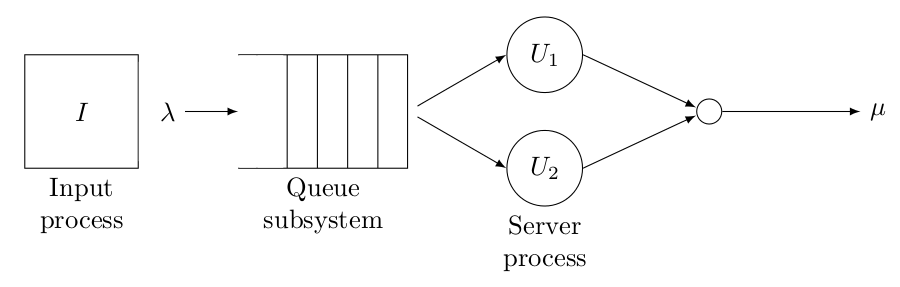 I
Input
process
λ
Queue
subsystem
U₁
U₂
Server
process
μ